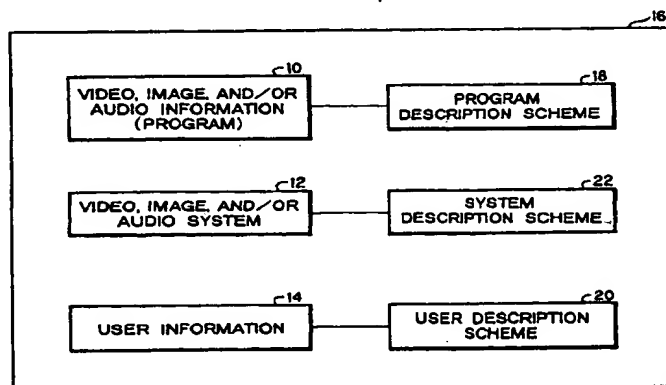 16
10
VIDEO, IMAGE, AND/OR
AUDIO INFORMATION
(PROGRAM)
18
PROGRAM
DESCRIPTION SCHEME
12
VIDEO, IMAGE, AND/OR
AUDIO SYSTEM
22
SYSTEM
DESCRIPTION SCHEME
14
USER INFORMATION
20
USER DESCRIPTION
SCHEME